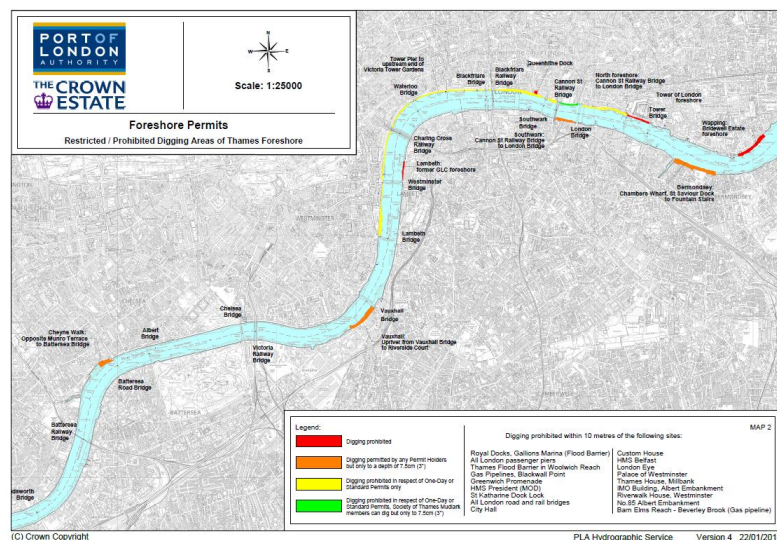 PORT OF
LONDON
AUTHORITY
THE CROWN
ESTATE
N
W
E
S
Scale: 1:25000
Foreshore Permits
Restricted / Prohibited Digging Areas of Thames Foreshore
Tower Pier to
upstream end of
Victoria Tower Gardens
Waterloo
Bridge
Blackfriars
Bridge
Blackfriars
Railway
Bridge
Queenhithe Dock
Cannon St
Railway
Bridge
North foreshore:
Cannon St Railway Bridge
to London Bridge
Tower of London
foreshore
Tower
Bridge
Wapping:
Bridewell Estate
foreshore
Southwark
Bridge
Southwark:
Cannon St Railway Bridge
to London Bridge
London
Bridge
Charing Cross
Railway
Bridge
Lambeth:
former GLC foreshore
Westminster
Bridge
WESTMINSTER
Bermondsey
Chambers Wharf, St Saviour Dock
to Fountain Stairs
Lambeth
Bridge
Vauxhall
Bridge
Vauxhall:
Upriver from Vauxhall Bridge
to Riverside Court
CHELSEA
Chelsea
Bridge
Victoria
Railway
Bridge
Albert
Bridge
Cheyne Walk:
Opposite Munro Terrace
to Battersea Bridge
Battersea
Road Bridge
BATTERSEA
Battersea
Railway
Bridge
dsworth
Bridge
Legend:
Digging prohibited
Digging permitted by any Permit Holders
but only to a depth of 7.5cm (3")
Digging prohibited in respect of One-Day or
Standard Permits only
Digging prohibited in respect of One-Day or
Standard Permits, Society of Thames Mudlark
members can dig but only to 7.5cm (3")
MAP 2
Digging prohibited within 10 metres of the following sites:
Royal Docks, Gallions Marina (Flood Barrier)
All London passenger piers
Thames Flood Barrier in Woolwich Reach
Gas Pipelines, Blackwall Point
Greenwich Promenade
HMS President (MOD)
St Katharine Dock Lock
All London road and rail bridges
City Hall
Custom House
HMS Belfast
London Eye
Palace of Westminster
Thames House, Millbank
IMO Building, Albert Embankment
Riverwalk House, Westminster
No.85 Albert Embankment
Barn Elms Reach - Beverley Brook (Gas pipeline)
(C) Crown Copyright
PLA Hydrographic Service
Version 4
22/01/201